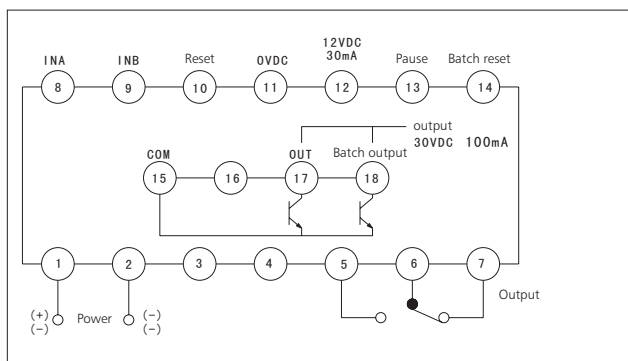 INA INB Reset 0VDC 12VDC 30mA Pause Batch reset
8 9 10 11 12 13 14
output
30VDC 100mA
COM OUT Batch output
15 16 17 18
1 2 3 4 5 6 7
Output
(+) Power (-)
(-) (-)